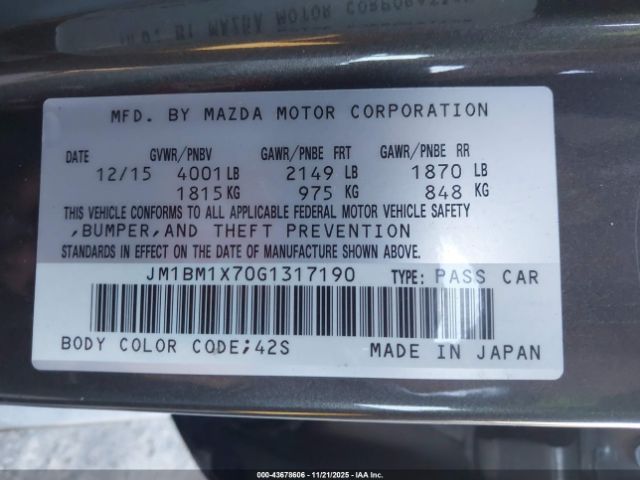 MFD. BY MAZDA MOTOR CORPORATION
DATE GVWR/PNBV GAWR/PNBE FRT GAWR/PNBE RR
12/15 4001 LB 2149 LB 1870 LB
1815 KG 975 KG 848 KG
THIS VEHICLE CONFORMS TO ALL APPLICABLE FEDERAL MOTOR VEHICLE SAFETY
,BUMPER,AND THEFT PREVENTION
STANDARDS IN EFFECT ON THE DATE OF MANUFACTURE SHOWN ABOVE.
JM1BM1X70G1317190 TYPE: PASS CAR
BODY COLOR CODE;42S MADE IN JAPAN
000-43678606 - 11/21/2025 - IAAI, Inc.